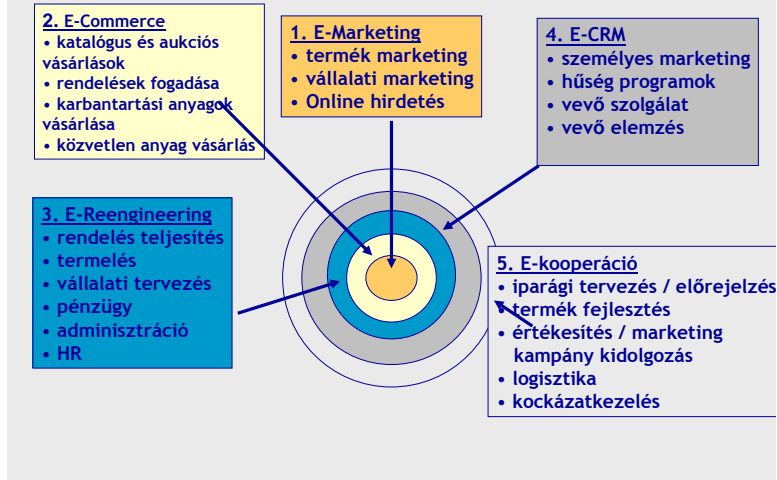 2. E-Commerce
• katalógus és aukciós
vásárlások
• rendelések fogadása
• karbantartási anyagok
vásárlása
• közvetlen anyag vásárlás
1. E-Marketing
• termék marketing
• vállalati marketing
• Online hirdetés
4. E-CRM
• személyes marketing
• hűség programok
• vevő szolgálat
• vevő elemzés
3. E-Reengineering
• rendelés teljesítés
• termelés
• vállalati tervezés
• pénzügy
• adminisztráció
• HR
5. E-kooperáció
• iparági tervezés / előrejelzés
• termék fejlesztés
• értékesítés / marketing
kampány kidolgozás
• logisztika
• kockázatkezelés